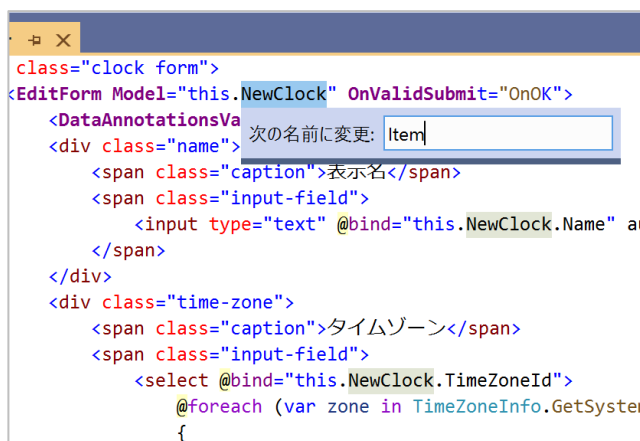 class="clock form">
<EditForm Model="this.NewClock" OnValidSubmit="OnOK">
<DataAnnotationsVa
次の名前に変更: Item
<div class="name">
<span class="caption">表示名</span>
<span class="input-field">
<input type="text" @bind="this.NewClock.Name" au
</span>
</div>
<div class="time-zone">
<span class="caption">タイムゾーン</span>
<span class="input-field">
<select @bind="this.NewClock.TimeZoneId">
@foreach (var zone in TimeZoneInfo.GetSystem
{